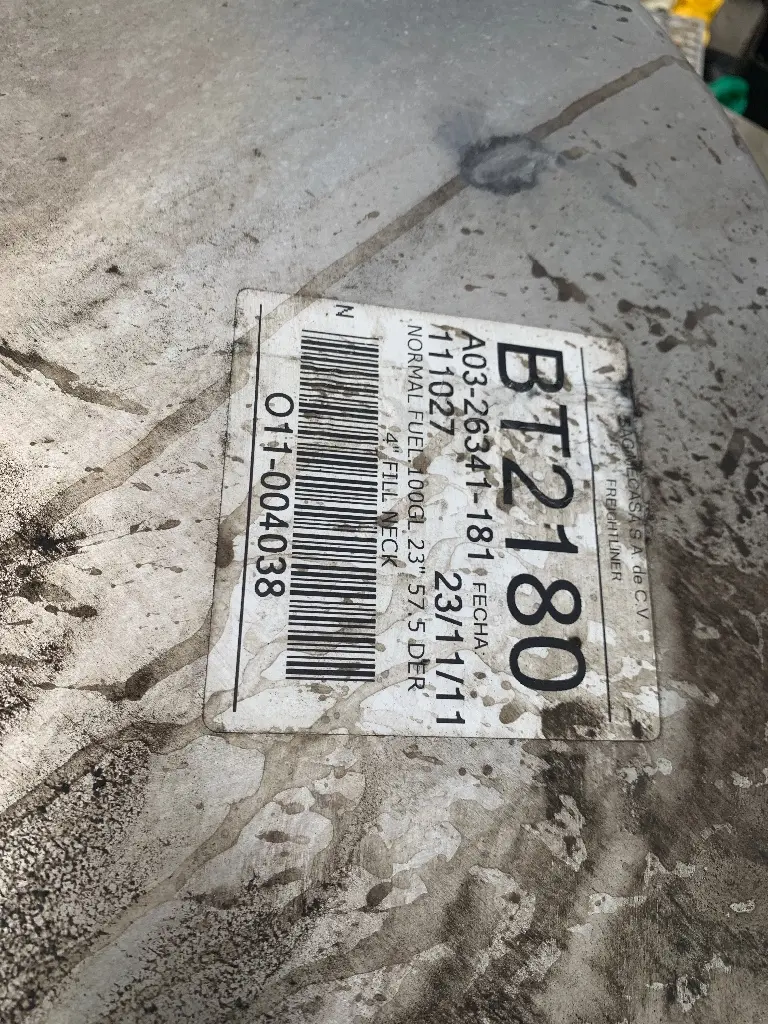 S.A. de C.V.
FREIGHTLINER
BT2180
A03-26341-181 FECHA
111027 23/11/11
NORMAL FUEL. 100GL 23" 57.5 DER
4" FILL NECK
N
O11-004038